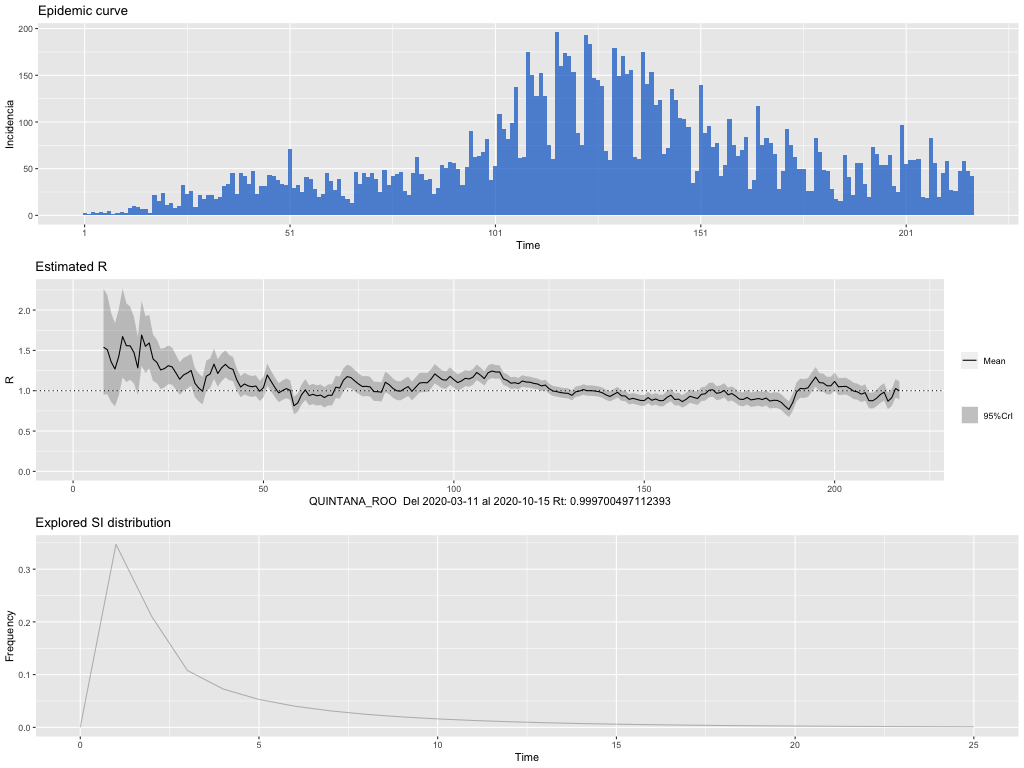 Epidemic curve
200
150
100
50
0
Incidencia
1 51 101 151 201
Time
Estimated R
2.0
1.5
1.0
0.5
0.0
R
Mean
95%CrI
0 50 100 150 200
QUINTANA_ROO Del 2020-03-11 al 2020-10-15 Rt: 0.999700497112393
Explored SI distribution
0.3
0.2
0.1
0.0
Frequency
0 5 10 15 20 25
Time